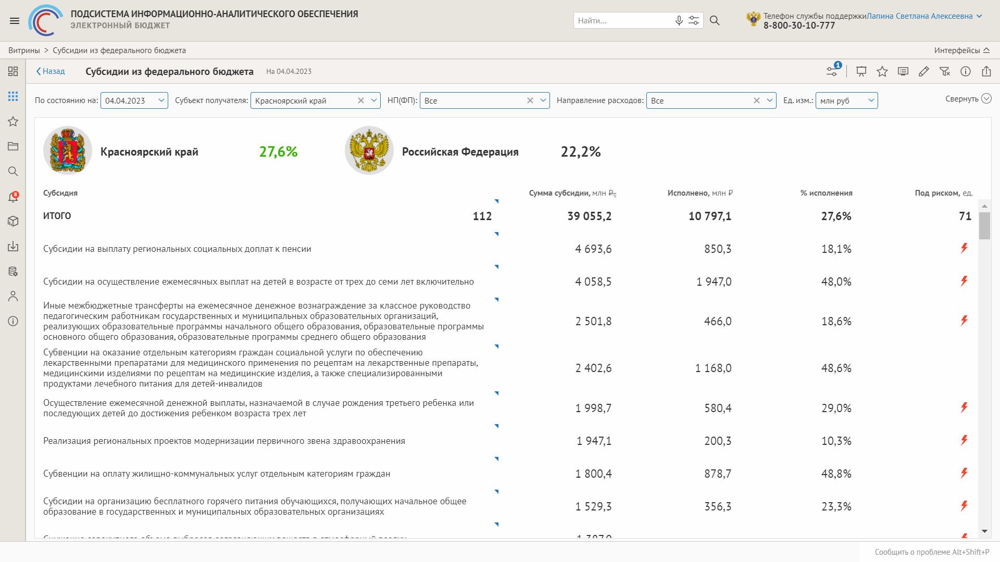 ПОДСИСТЕМА ИНФОРМАЦИОННО-АНАЛИТИЧЕСКОГО ОБЕСПЕЧЕНИЯ
ЭЛЕКТРОННЫЙ БЮДЖЕТ
Найти...
Телефон службы поддержки
8-800-30-10-777
Лапина Светлана Алексеевна
Витрины > Субсидии из федерального бюджета
Интерфейсы
Назад
Субсидии из федерального бюджета
На 04.04.2023
1
8
По состоянию на: 04.04.2023 Субъект получателя: Красноярский край НП(ФП): Все Направление расходов: Все Ед. изм.: млн руб
Свернуть
Красноярский край 27,6%
Российская Федерация 22,2%
Субсидия Сумма субсидии, млн ₽ Исполнено, млн ₽ % исполнения Под риском, ед.
ИТОГО 112 39 055,2 10 797,1 27,6% 71
Субсидии на выплату региональных социальных доплат к пенсии 4 693,6 850,3 18,1%
Субсидии на осуществление ежемесячных выплат на детей в возрасте от трех до семи лет включительно 4 058,5 1 947,0 48,0%
Иные межбюджетные трансферты на ежемесячное денежное вознаграждение за классное руководство
педагогическим работникам государственных и муниципальных образовательных организаций,
реализующих образовательные программы начального общего образования, образовательные программы
основного общего образования, образовательные программы среднего общего образования
2 501,8 466,0 18,6%
Субвенции на оказание отдельным категориям граждан социальной услуги по обеспечению
лекарственными препаратами для медицинского применения по рецептам на лекарственные препараты,
медицинскими изделиями по рецептам на медицинские изделия, а также специализированными
продуктами лечебного питания для детей-инвалидов
2 402,6 1 168,0 48,6%
Осуществление ежемесячной денежной выплаты, назначаемой в случае рождения третьего ребенка или
последующих детей до достижения ребенком возраста трех лет
1 998,7 580,4 29,0%
Реализация региональных проектов модернизации первичного звена здравоохранения 1 947,1 200,3 10,3%
Субвенции на оплату жилищно-коммунальных услуг отдельным категориям граждан 1 800,4 878,7 48,8%
Субсидии на организацию бесплатного горячего питания обучающихся, получающих начальное общее
образование в государственных и муниципальных образовательных организациях
1 529,3 356,3 23,3%
Сообщить о проблеме Alt+Shift+P